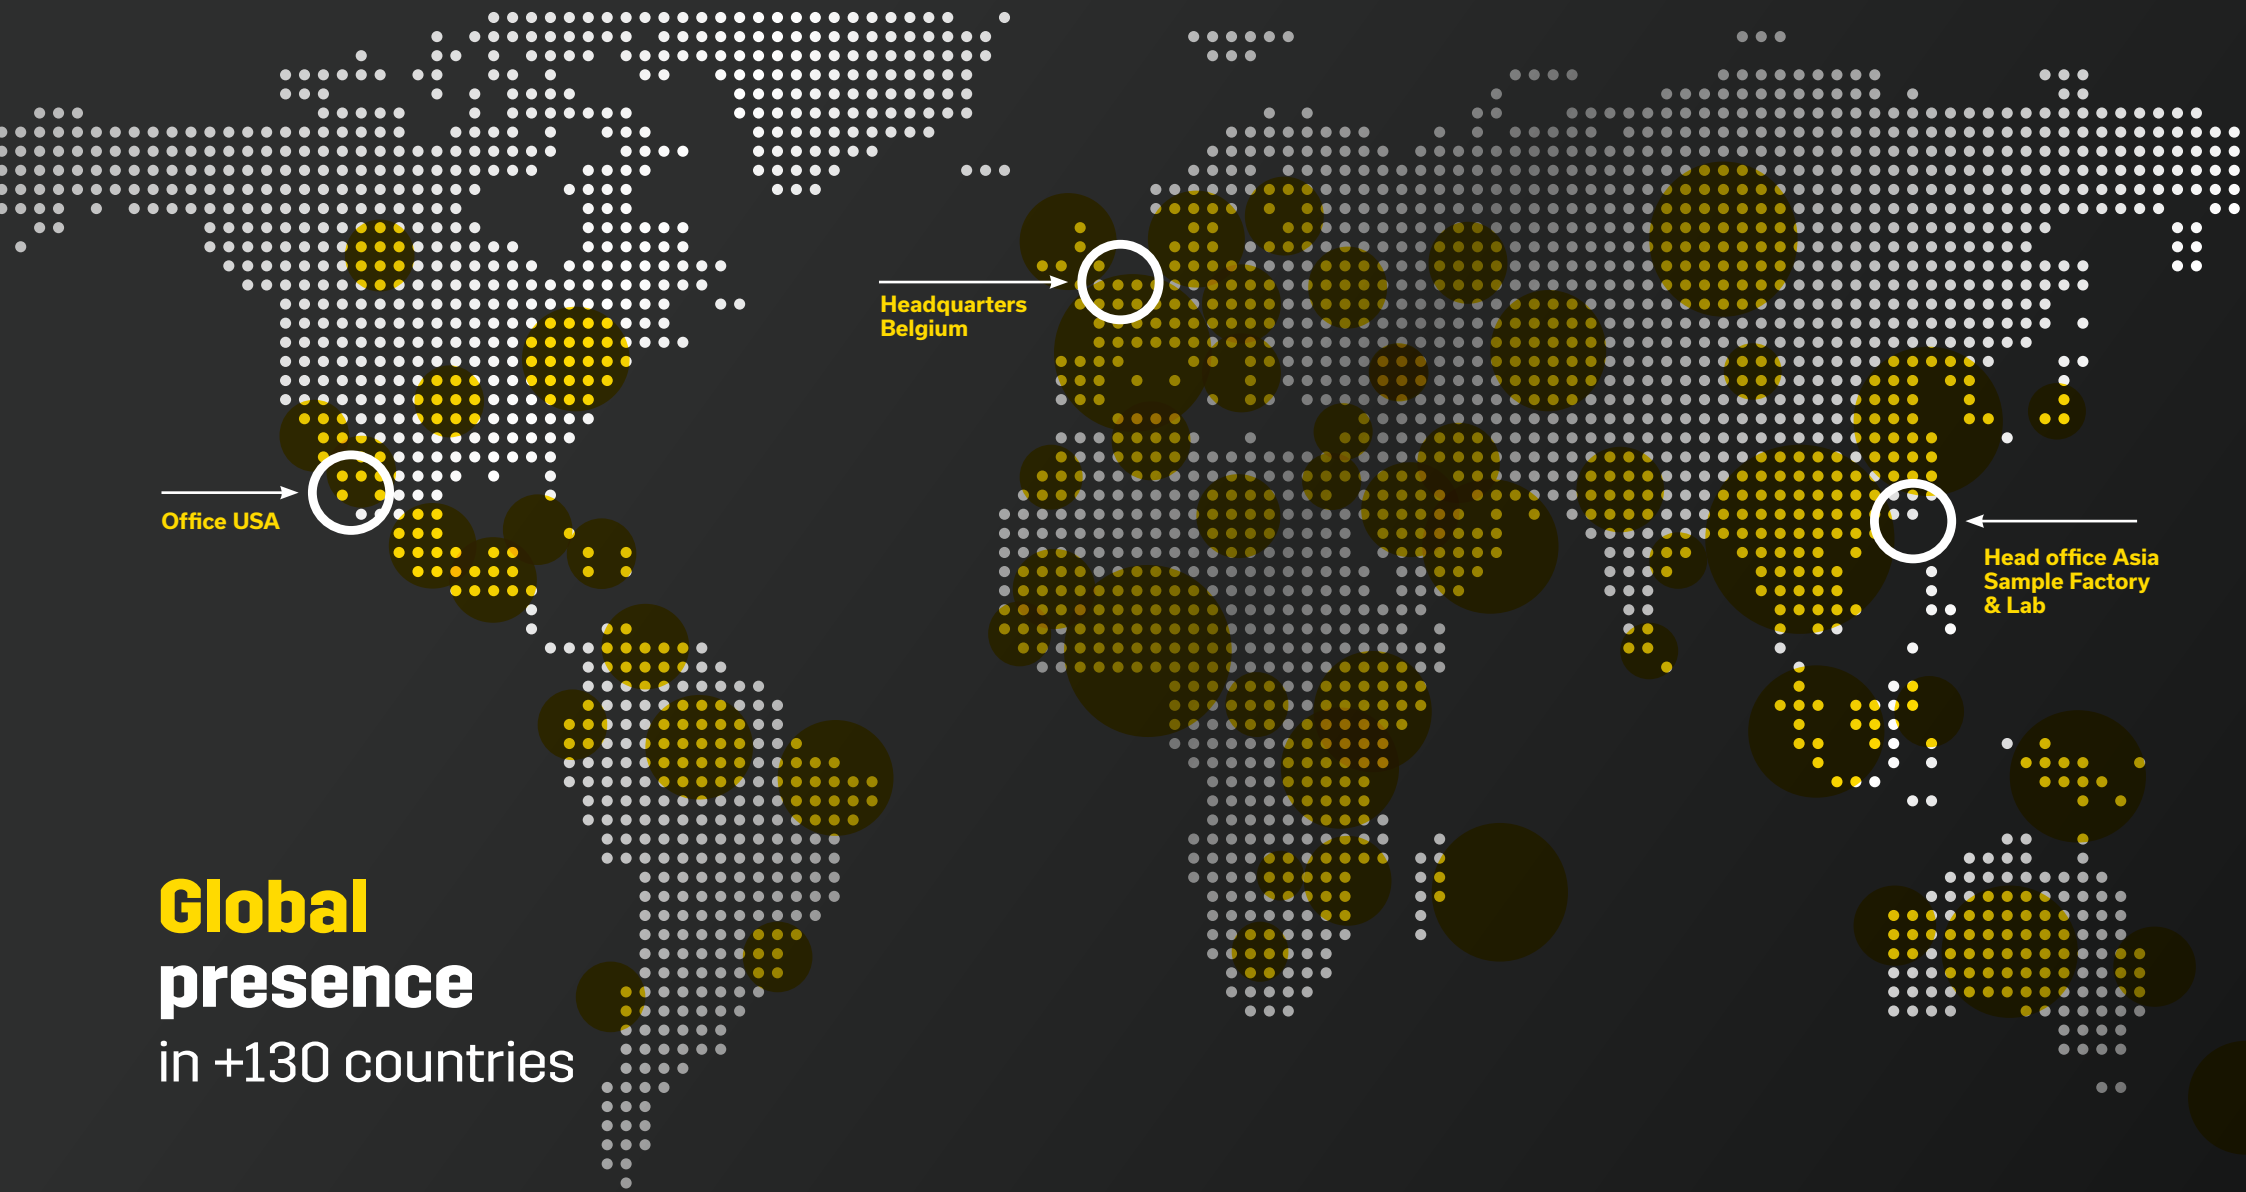 Headquarters
Belgium
Office USA
Head office Asia
Sample Factory
& Lab
Global
presence
in +130 countries